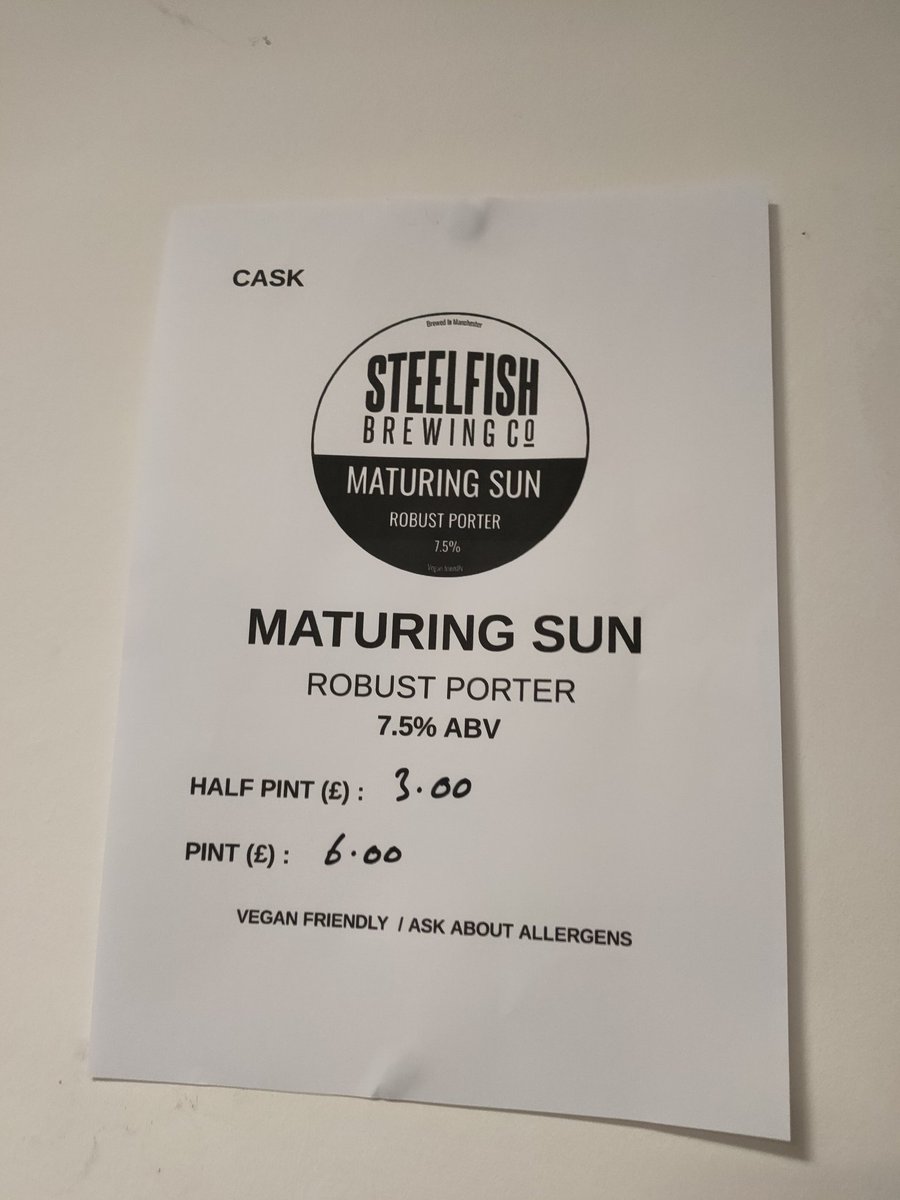 CASK
Brewed In Manchester
STEELFISH
BREWING Cº
MATURING SUN
ROBUST PORTER
7.5%
Vegan friendly
MATURING SUN
ROBUST PORTER
7.5% ABV
HALF PINT (£) : 3.00
PINT (£) : 6.00
VEGAN FRIENDLY / ASK ABOUT ALLERGENS